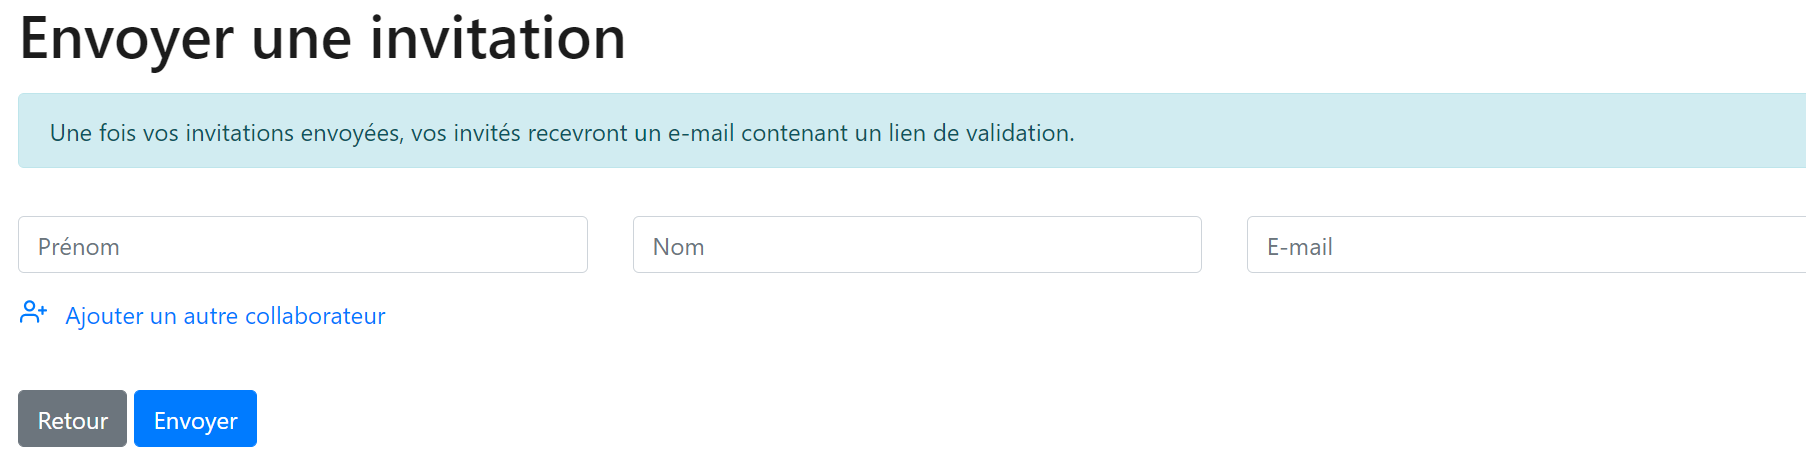 Envoyer une invitation
Une fois vos invitations envoyées, vos invités recevront un e-mail contenant un lien de validation.
Prénom Nom E-mail
Ajouter un autre collaborateur
Retour Envoyer